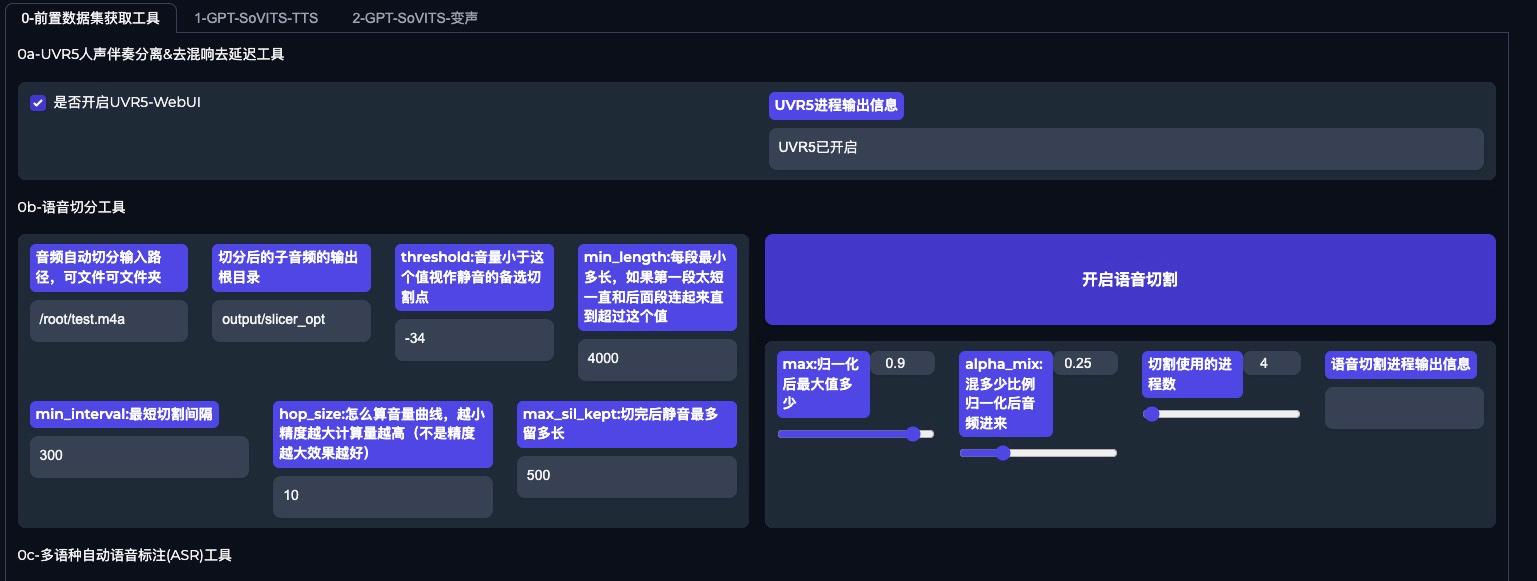 0-前置数据集获取工具
1-GPT-SoVITS-TTS
2-GPT-SoVITS-变声
0a-UVR5人声伴奏分离&去混响去延迟工具
是否开启UVR5-WebUI
UVR5进程输出信息
UVR5已开启
0b-语音切分工具
音频自动切分输入路
径，可文件可文件夹
/root/test.m4a
切分后的子音频的输出
根目录
output/slicer_opt
threshold:音量小于这
个值视作静音的备选切
割点
-34
min_length:每段最小
多长，如果第一段太短
一直和后面段连起来直
到超过这个值
4000
min_interval:最短切割间隔
300
hop_size:怎么算音量曲线，越小
精度越大计算量越高（不是精度
越大效果越好）
10
max_sil_kept:切完后静音最多
留多长
500
开启语音切割
max:归一化
后最大值多
少
0.9
alpha_mix:
混多少比例
归一化后音
频进来
0.25
切割使用的进
程数
4
语音切割进程输出信息
0c-多语种自动语音标注(ASR)工具